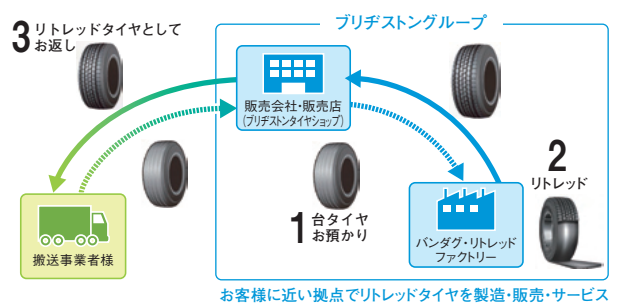 ブリヂストングループ
3 リトレッドタイヤとして
お返し
販売会社・販売店
(ブリヂストンタイヤショップ)
1 台タイヤ
お預かり
2
リトレッド
搬送事業者様
バンダグ・リトレッド
ファクトリー
お客様に近い拠点でリトレッドタイヤを製造・販売・サービス